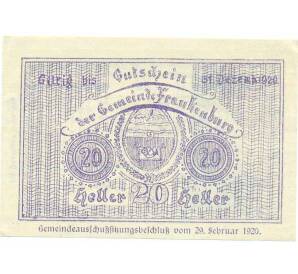 Gutschein
Gültig bis 31. Dezemb. 1920
der Gemeinde Frankenburg
20 20
Heller 20 Heller
Gemeindeausschußsitzungsbeschluß vom 29. Februar 1920.